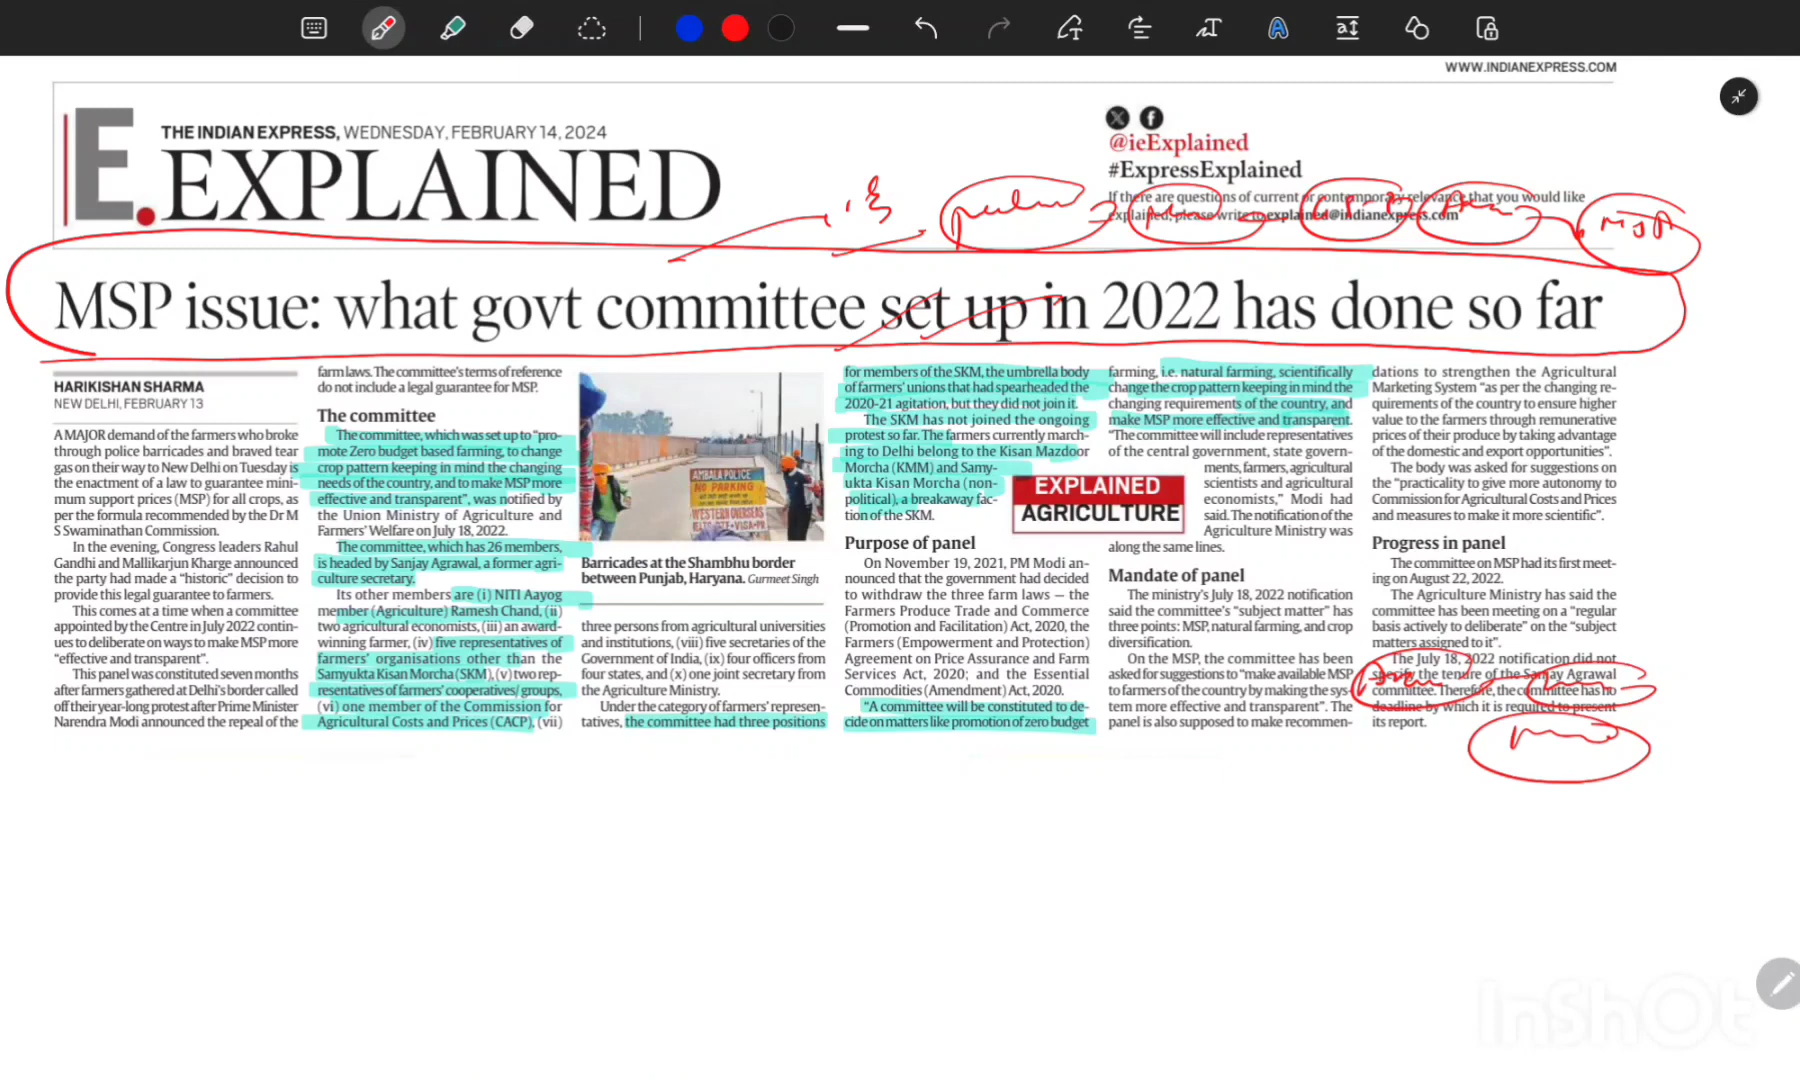 WWW.INDIANEXPRESS.COM
E.
THE INDIAN EXPRESS, WEDNESDAY, FEBRUARY 14, 2024
EXPLAINED
@ieExplained
#ExpressExplained
If there are questions of current or contemporary relevance that you would like
explained, please write to explained@indianexpress.com
MSP issue: what govt committee set up in 2022 has done so far
HARIKISHAN SHARMA
NEW DELHI, FEBRUARY 13
A MAJOR demand of the farmers who broke
through police barricades and braved tear
gas on their way to New Delhi on Tuesday is
the enactment of a law to guarantee mini-
mum support prices (MSP) for all crops, as
per the formula recommended by the Dr M
S Swaminathan Commission.
In the evening, Congress leaders Rahul
Gandhi and Mallikarjun Kharge announced
the party had made a “historic” decision to
provide this legal guarantee to farmers.
This comes at a time when a committee
appointed by the Centre in July 2022 contin-
ues to deliberate on ways to make MSP more
“effective and transparent”.
This panel was constituted seven months
after farmers gathered at Delhi’s border called
off their year-long protest after Prime Minister
Narendra Modi announced the repeal of the
farm laws. The committee’s terms of reference
do not include a legal guarantee for MSP.
The committee
The committee, which was set up to “pro-
mote Zero budget based farming, to change
crop pattern keeping in mind the changing
needs of the country, and to make MSP more
effective and transparent”, was notified by
the Union Ministry of Agriculture and
Farmers’ Welfare on July 18, 2022.
The committee, which has 26 members,
is headed by Sanjay Agrawal, a former agri-
culture secretary.
Its other members are (i) NITI Aayog
member (Agriculture) Ramesh Chand, (ii)
two agricultural economists, (iii) an award-
winning farmer, (iv) five representatives of
farmers’ organisations other than the
Samyukta Kisan Morcha (SKM), (v) two rep-
resentatives of farmers’ cooperatives/ groups,
(vi) one member of the Commission for
Agricultural Costs and Prices (CACP), (vii)
AMBALA POLICE
NO PARKING
WESTERN OVERSEAS
Barricades at the Shambhu border
between Punjab, Haryana. Gurmeet Singh
three persons from agricultural universities
and institutions, (viii) five secretaries of the
Government of India, (ix) four officers from
four states, and (x) one joint secretary from
the Agriculture Ministry.
Under the category of farmers’ represen-
tatives, the committee had three positions
for members of the SKM, the umbrella body
of farmers’ unions that had spearheaded the
2020-21 agitation, but they did not join it.
The SKM has not joined the ongoing
protest so far. The farmers currently march-
ing to Delhi belong to the Kisan Mazdoor
Morcha (KMM) and Samy-
ukta Kisan Morcha (non-
political), a breakaway fac-
tion of the SKM.
EXPLAINED
AGRICULTURE
Purpose of panel
On November 19, 2021, PM Modi an-
nounced that the government had decided
to withdraw the three farm laws — the
Farmers Produce Trade and Commerce
(Promotion and Facilitation) Act, 2020, the
Farmers (Empowerment and Protection)
Agreement on Price Assurance and Farm
Services Act, 2020; and the Essential
Commodities (Amendment) Act, 2020.
“A committee will be constituted to de-
cide on matters like promotion of zero budget
farming, i.e. natural farming, scientifically
change the crop pattern keeping in mind the
changing requirements of the country, and
make MSP more effective and transparent.
“The committee will include representatives
of the central government, state govern-
ments, farmers, agricultural
scientists and agricultural
economists,” Modi had
said. The notification of the
Agriculture Ministry was
along the same lines.
Mandate of panel
The ministry’s July 18, 2022 notification
said the committee’s “subject matter” has
three points: MSP, natural farming, and crop
diversification.
On the MSP, the committee has been
asked for suggestions to “make available MSP
to farmers of the country by making the sys-
tem more effective and transparent”. The
panel is also supposed to make recommen-
dations to strengthen the Agricultural
Marketing System “as per the changing re-
quirements of the country to ensure higher
value to the farmers through remunerative
prices of their produce by taking advantage
of the domestic and export opportunities”.
The body was asked for suggestions on
the “practicality to give more autonomy to
Commission for Agricultural Costs and Prices
and measures to make it more scientific”.
Progress in panel
The committee on MSP had its first meet-
ing on August 22, 2022.
The Agriculture Ministry has said the
committee has been meeting on a “regular
basis actively to deliberate” on the “subject
matters assigned to it”.
The July 18, 2022 notification did not
specify the tenure of the Sanjay Agrawal
committee. Therefore, the committee has no
deadline by which it is required to present
its report.
InShOt